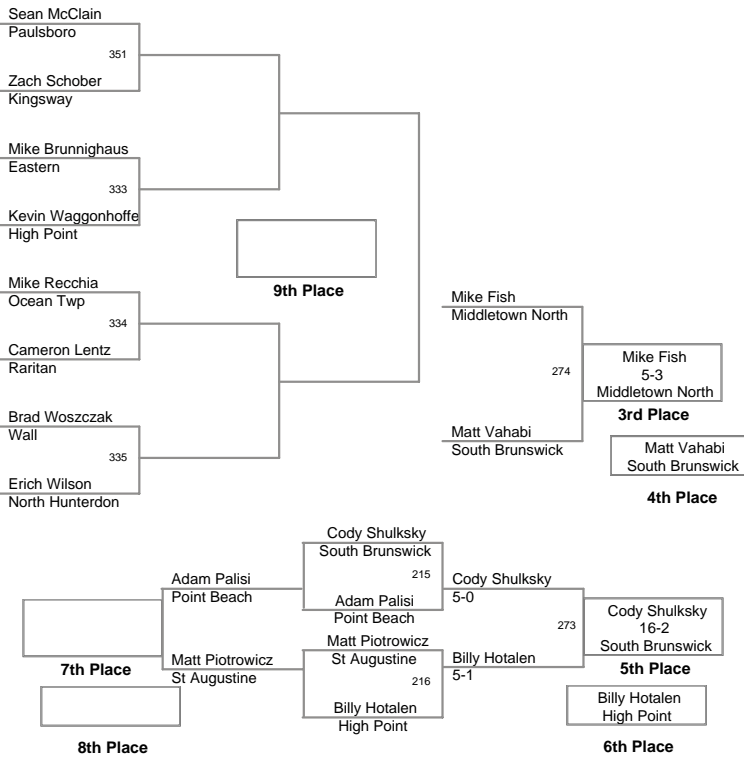 Sean McClain
Paulsboro
351
Zach Schober
Kingsway
Mike Brunnighaus
Eastern
333
Kevin Waggonhoffe
High Point
9th Place
Mike Recchia
Ocean Twp
334
Cameron Lentz
Raritan
Brad Woszczak
Wall
335
Erich Wilson
North Hunterdon
Mike Fish
Middletown North
274
Matt Vahabi
South Brunswick
Mike Fish
5-3
Middletown North
3rd Place
Matt Vahabi
South Brunswick
4th Place
7th Place
8th Place
Adam Palisi
Point Beach
Matt Piotrowicz
St Augustine
Cody Shulksky
South Brunswick
215
Adam Palisi
Point Beach
Matt Piotrowicz
St Augustine
216
Billy Hotalen
High Point
Cody Shulksky
5-0
273
Billy Hotalen
5-1
Cody Shulksky
16-2
South Brunswick
5th Place
Billy Hotalen
High Point
6th Place